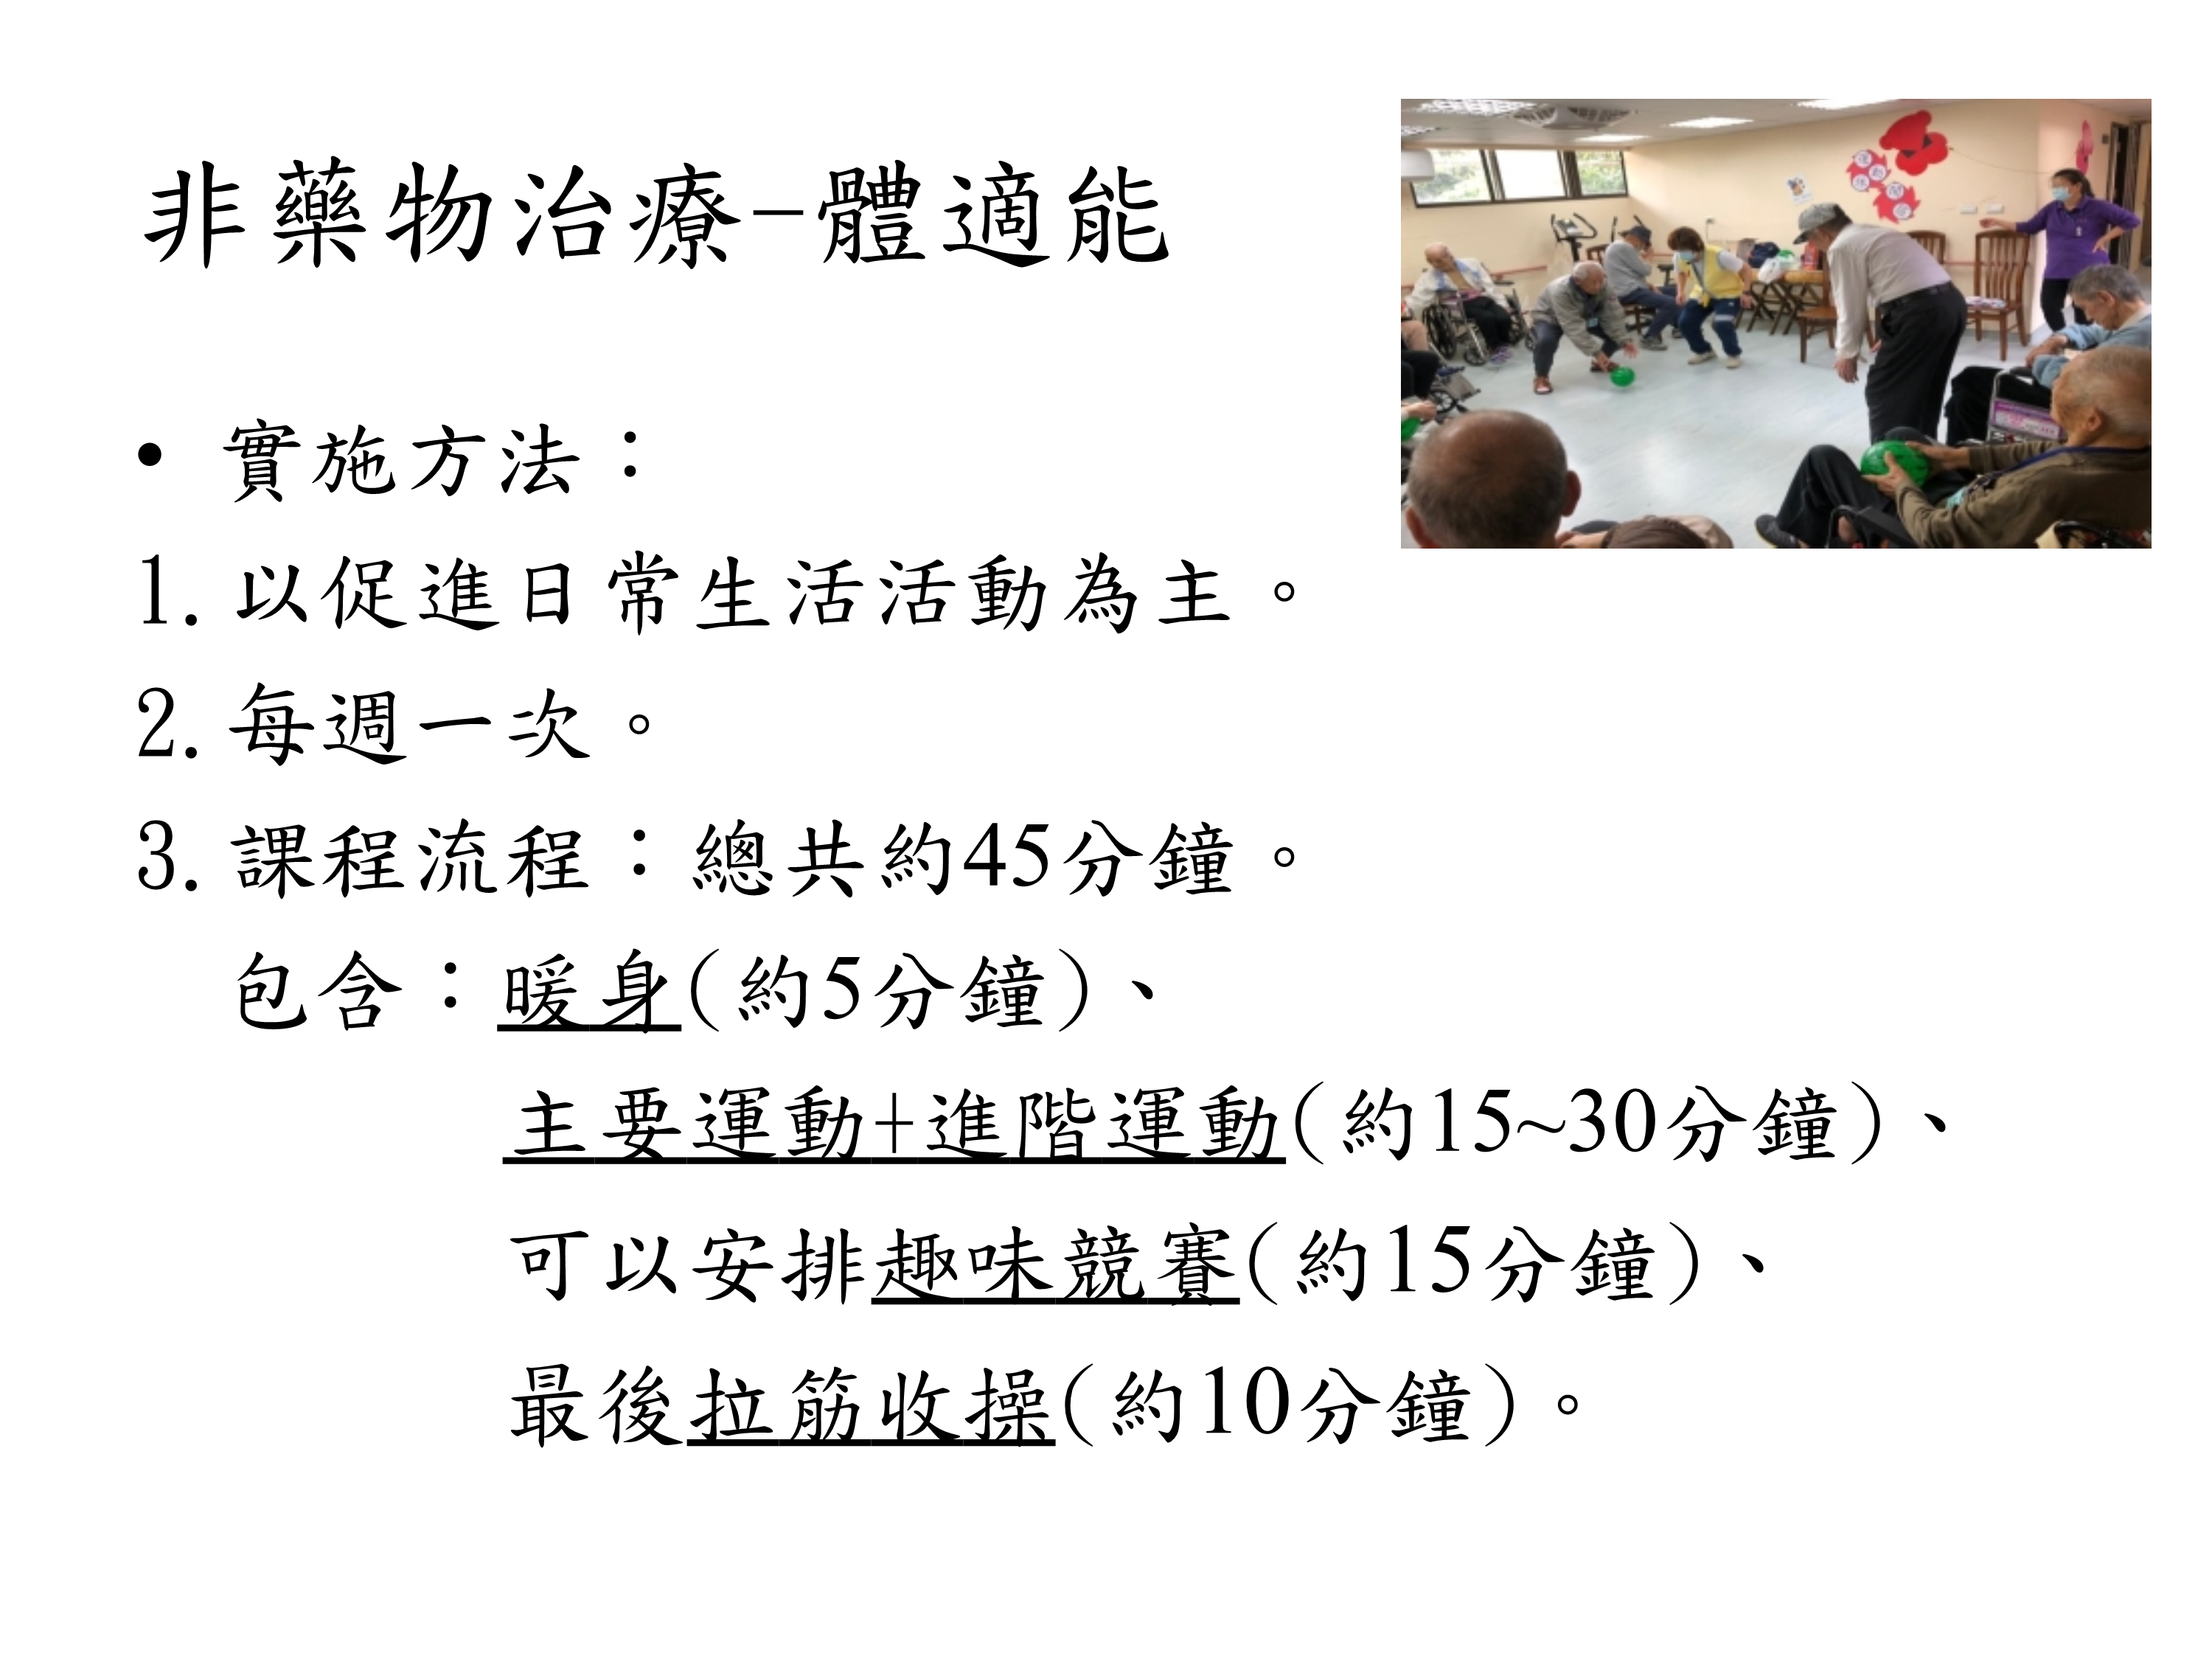 非藥物治療-體適能
• 實施方法：
1.以促進日常生活活動為主。
2.每週一次。
3.課程流程：總共約45分鐘。
包含：暖身(約5分鐘)、
主要運動+進階運動(約15~30分鐘)、
可以安排趣味競賽(約15分鐘)、
最後拉筋收操(約10分鐘)。